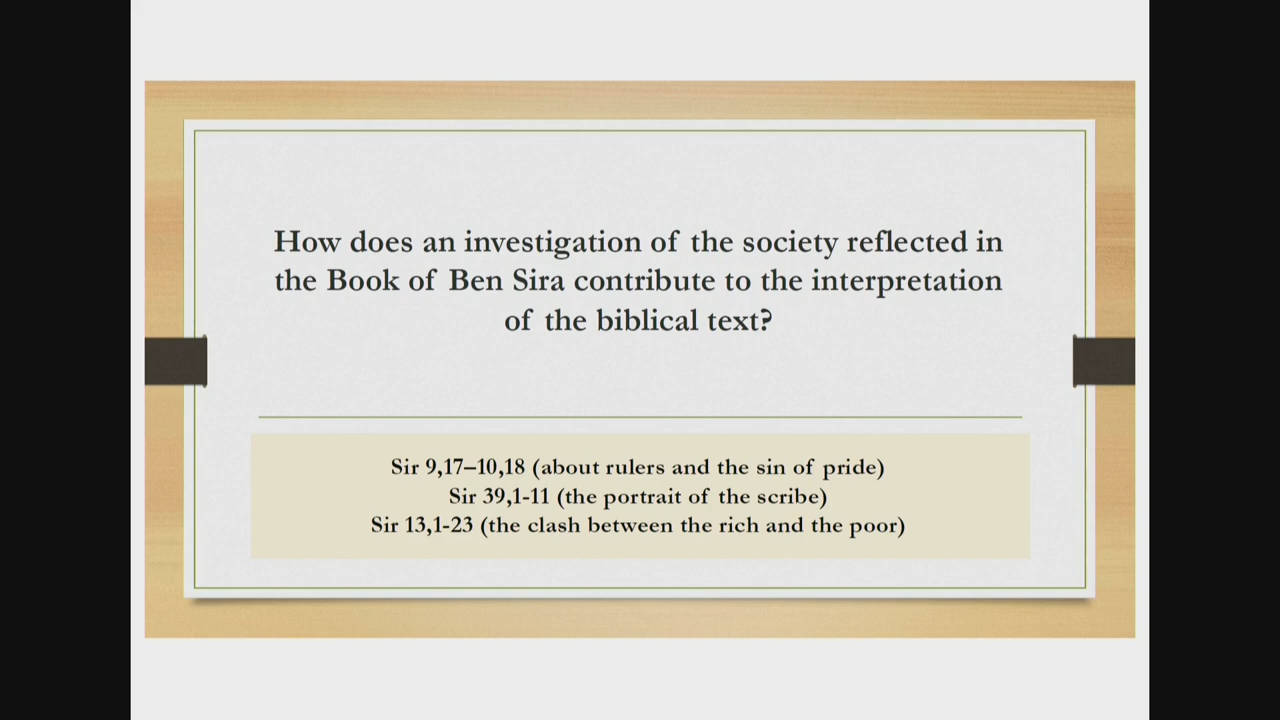 How does an investigation of the society reflected in
the Book of Ben Sira contribute to the interpretation
of the biblical text?
Sir 9,17–10,18 (about rulers and the sin of pride)
Sir 39,1-11 (the portrait of the scribe)
Sir 13,1-23 (the clash between the rich and the poor)